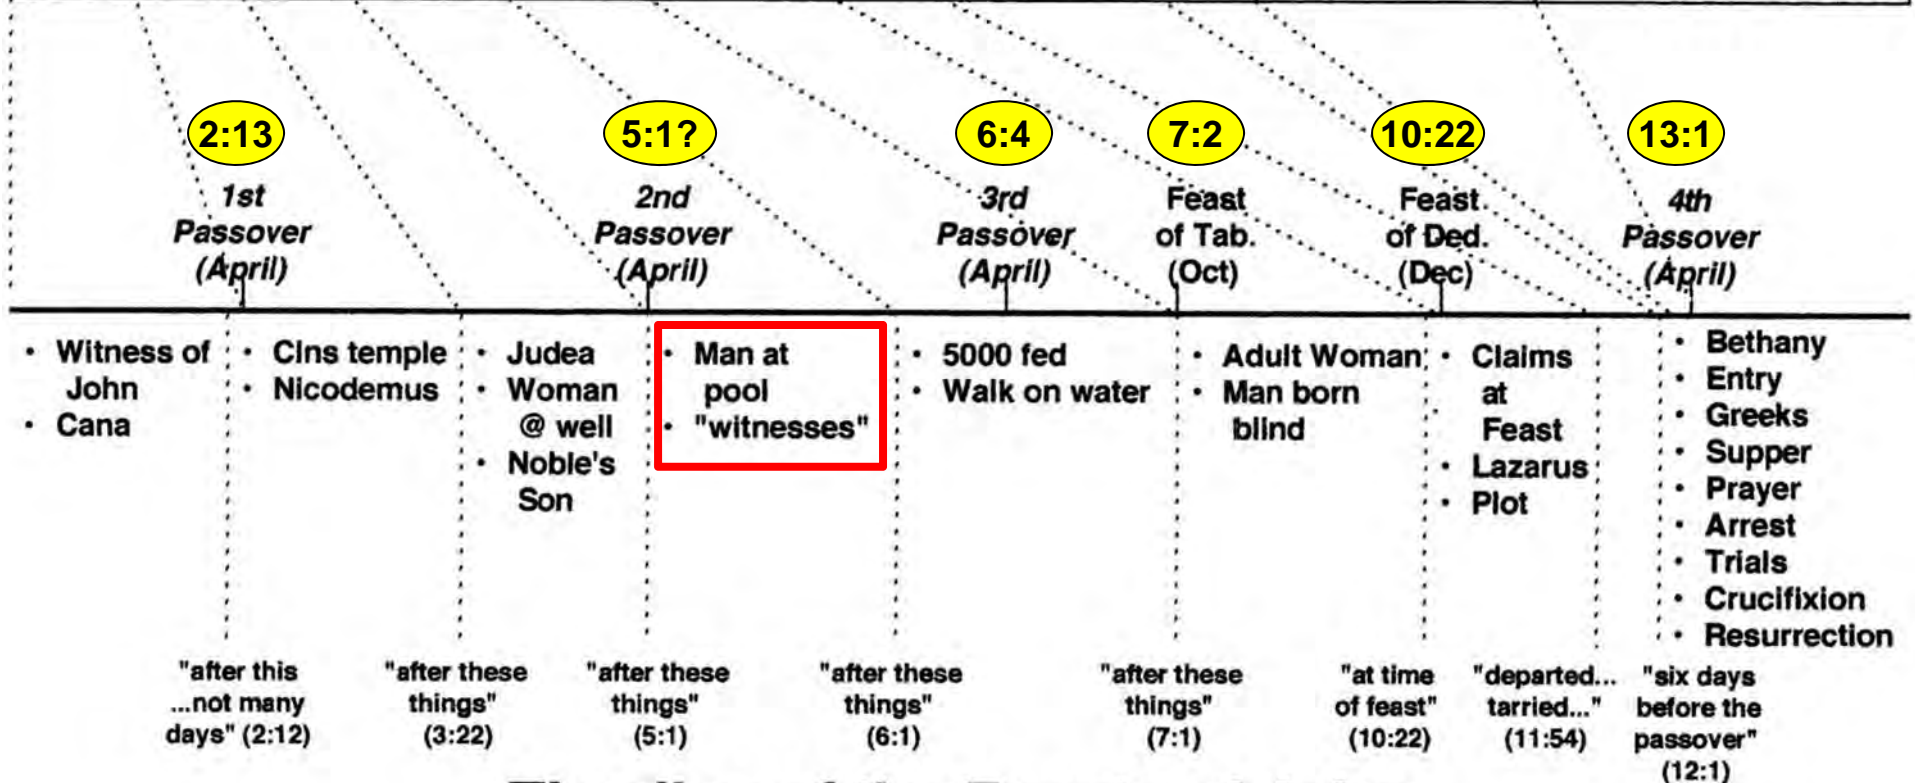 2:13
5:1?
6:4
7:2
10:22
13:1
1st
Passover
(April)
2nd
Passover
(April)
3rd
Passover
(April)
Feast
of Tab.
(Oct)
Feast
of Ded.
(Dec)
4th
Passover
(April)
• Witness of
John
• Cana
• Clns temple
• Nicodemus
• Judea
• Woman
@ well
• Noble's
Son
• Man at
pool
• "witnesses"
• 5000 fed
• Walk on water
• Adult Woman
• Man born
blind
• Claims
at
Feast
• Lazarus
• Plot
• Bethany
• Entry
• Greeks
• Supper
• Prayer
• Arrest
• Trials
• Crucifixion
• Resurrection
"after this
...not many
days" (2:12)
"after these
things"
(3:22)
"after these
things"
(5:1)
"after these
things"
(6:1)
"after these
things"
(7:1)
"at time
of feast"
(10:22)
"departed...
tarried..."
(11:54)
"six days
before the
passover"
(12:1)